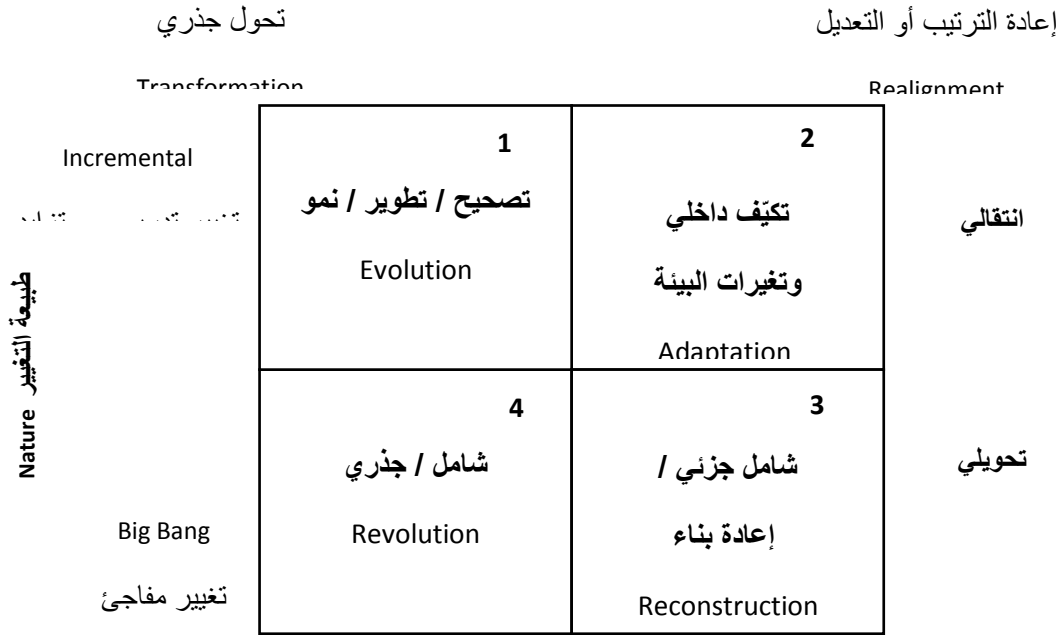 تحول جذري
إعادة الترتيب أو التعديل
Transformation
Realignment
Incremental
1
تصحيح / تطوير / نمو
Evolution
2
تكيّف داخلي
وتغيرات البيئة
Adaptation
انتقالي
طبيعة التغيير Nature
4
شامل / جذري
Revolution
3
شامل جزئي /
إعادة بناء
Reconstruction
تحويلي
Big Bang
تغيير مفاجئ